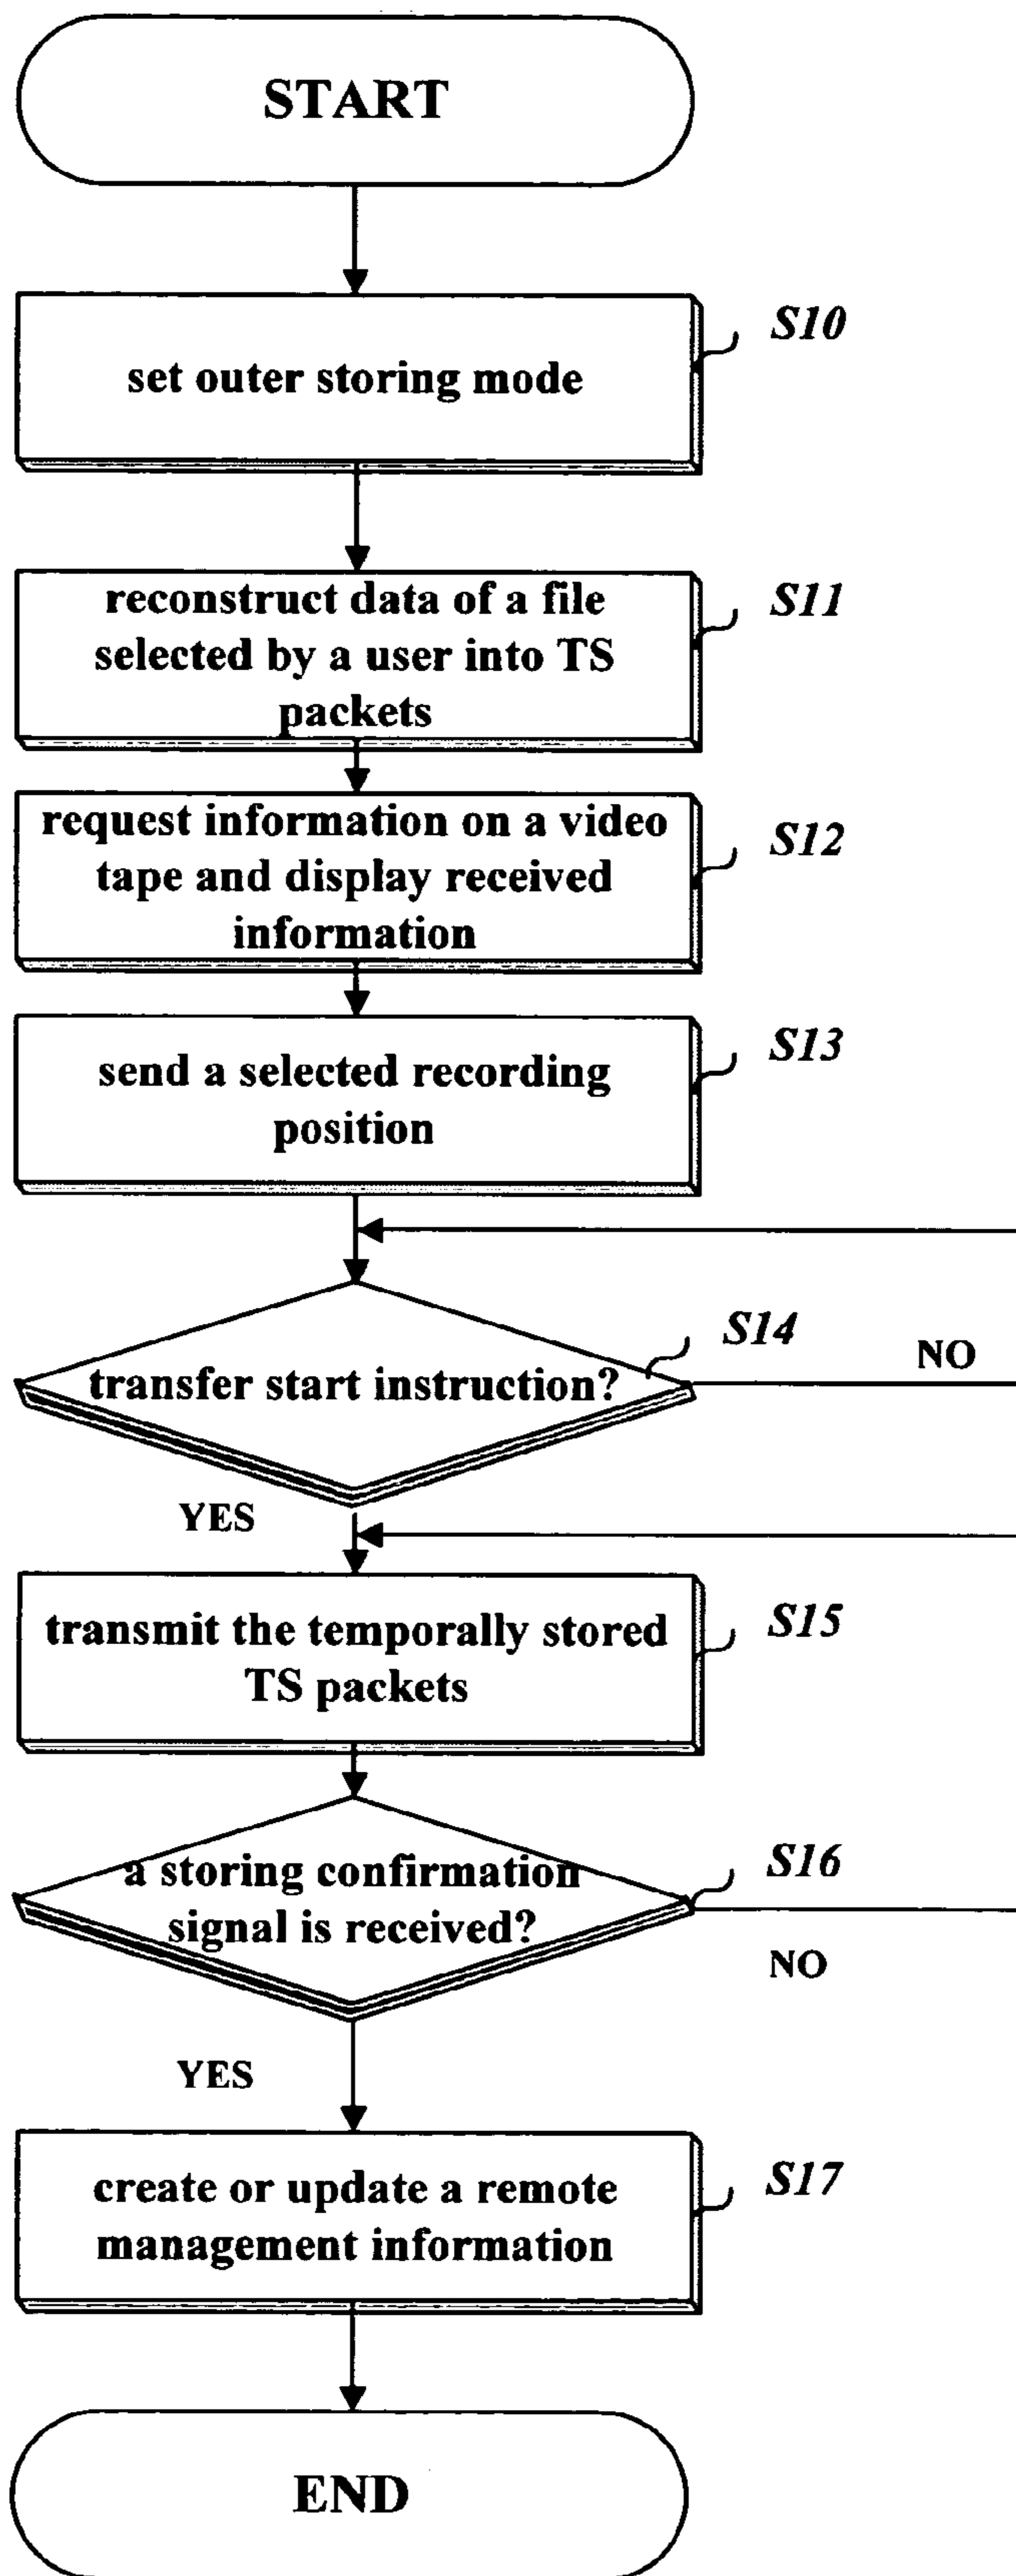 START
S10
set outer storing mode
S11
reconstruct data of a file
selected by a user into TS
packets
S12
request information on a video
tape and display received
information
S13
send a selected recording
position
S14
NO
transfer start instruction?
YES
S15
transmit the temporally stored
TS packets
S16
a storing confirmation
signal is received?
NO
YES
S17
create or update a remote
management information
END